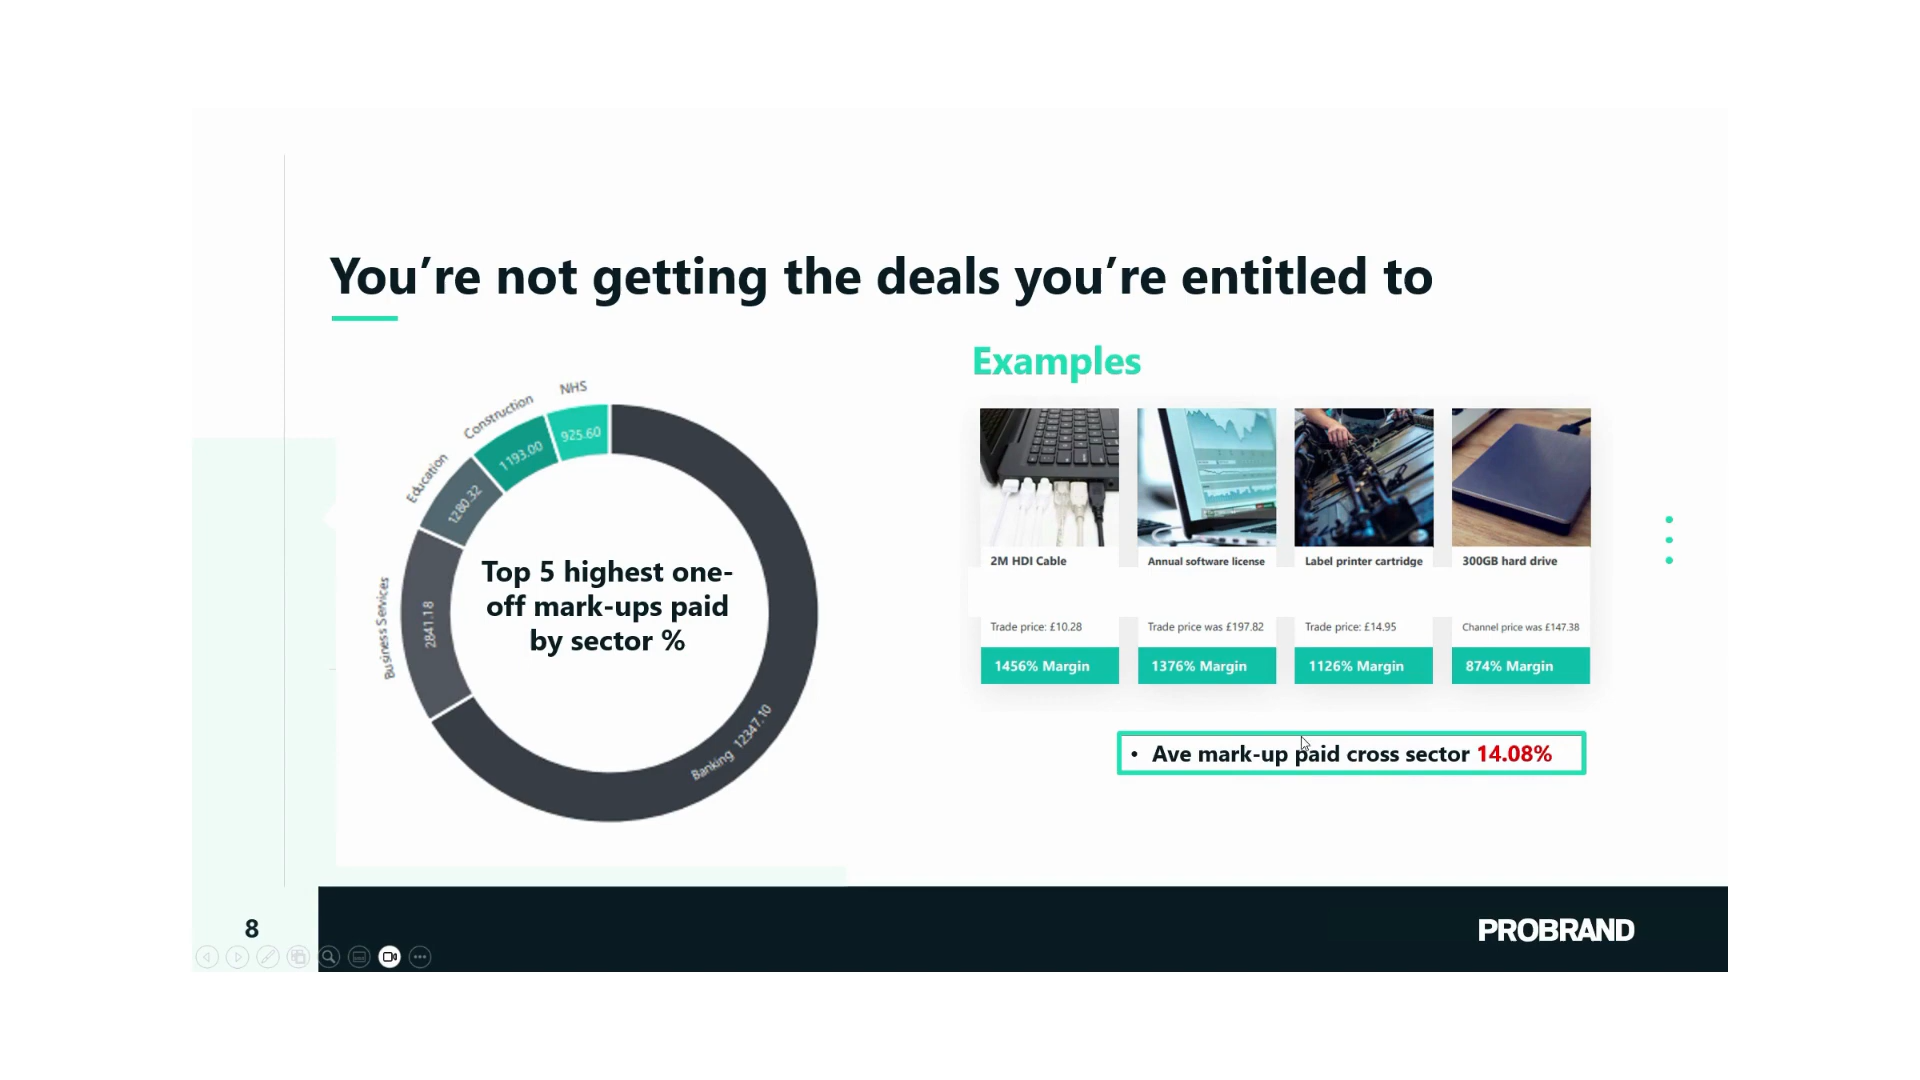 You're not getting the deals you're entitled to
Examples
NHS
Construction
Education
Business Services
925.60
1193.00
1280.32
2841.18
Banking 12347.10
Top 5 highest one-
off mark-ups paid
by sector %
2M HDI Cable
Trade price: £10.28
1456% Margin
Annual software license
Trade price was £197.82
1376% Margin
Label printer cartridge
Trade price: £14.95
1126% Margin
300GB hard drive
Channel price was £147.38
874% Margin
• Ave mark-up paid cross sector 14.08%
8
PROBRAND